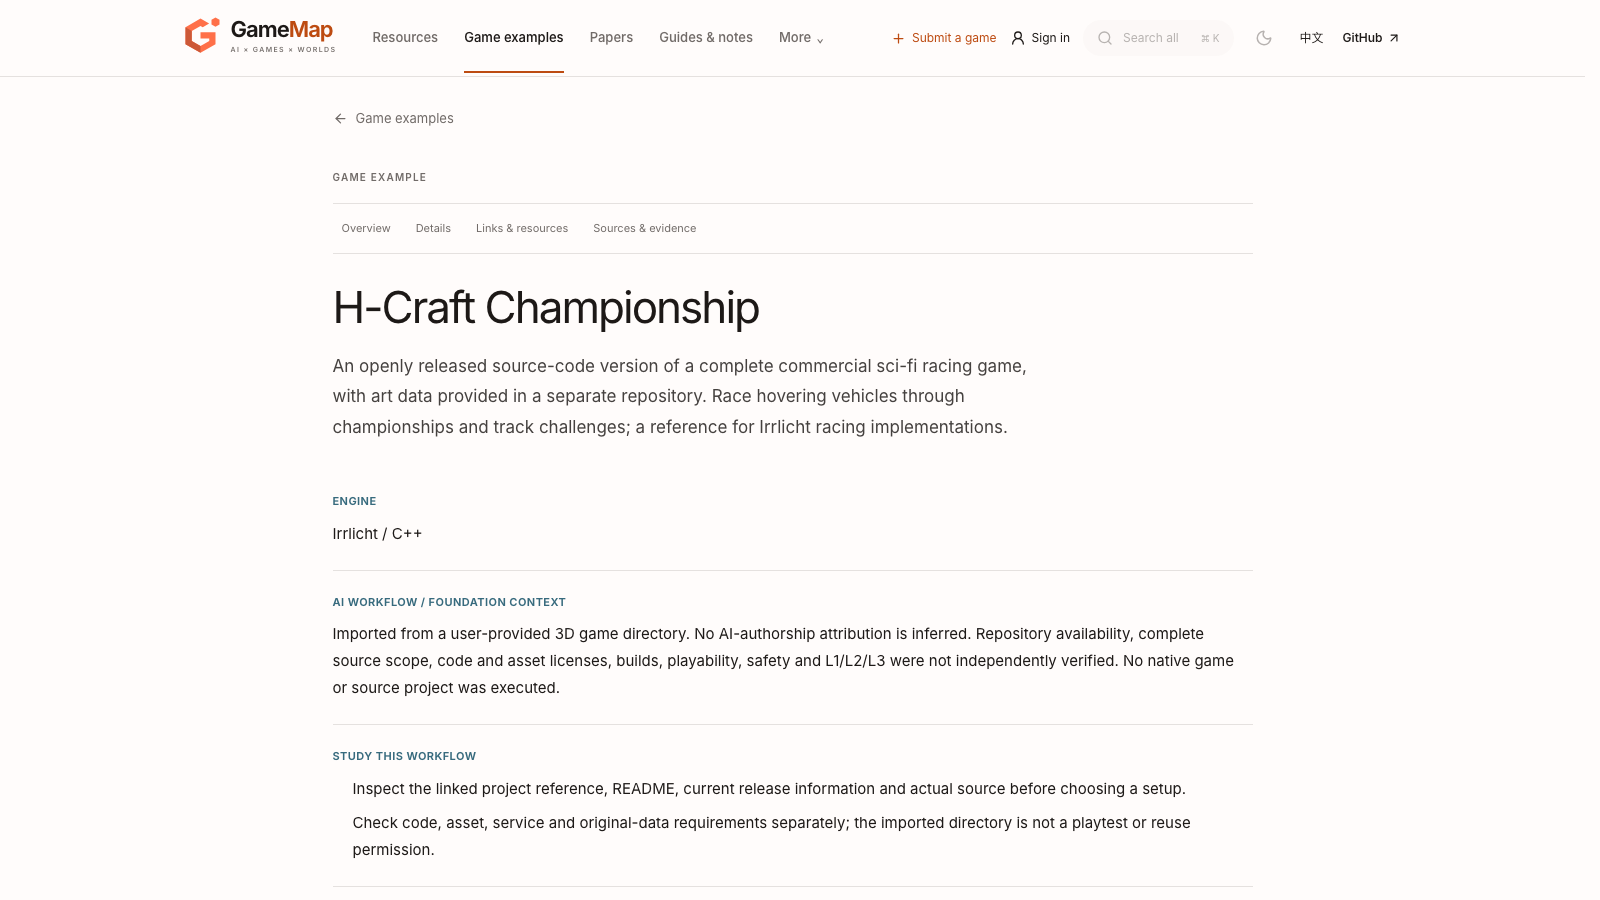 GameMap
AI × GAMES × WORLDS
Resources
Game examples
Papers
Guides & notes
More
Submit a game
Sign in
Search all
⌘ K
中文
GitHub
Game examples
GAME EXAMPLE
Overview
Details
Links & resources
Sources & evidence
H-Craft Championship
An openly released source-code version of a complete commercial sci-fi racing game,
with art data provided in a separate repository. Race hovering vehicles through
championships and track challenges; a reference for Irrlicht racing implementations.
ENGINE
Irrlicht / C++
AI WORKFLOW / FOUNDATION CONTEXT
Imported from a user-provided 3D game directory. No AI-authorship attribution is inferred. Repository availability, complete
source scope, code and asset licenses, builds, playability, safety and L1/L2/L3 were not independently verified. No native game
or source project was executed.
STUDY THIS WORKFLOW
Inspect the linked project reference, README, current release information and actual source before choosing a setup.
Check code, asset, service and original-data requirements separately; the imported directory is not a playtest or reuse
permission.